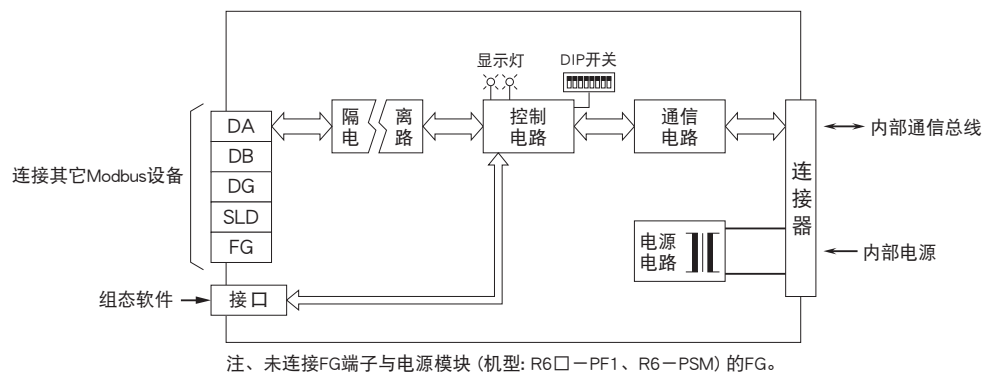 显示灯
DIP开关
隔 离
电 路
控制
电路
通信
电路
连接器
内部通信总线
DA
DB
DG
SLD
FG
连接其它Modbus设备
电源
电路
内部电源
组态软件
接口
注、未连接FG端子与电源模块 (机型: R6□－PF1、R6－PSM) 的FG。